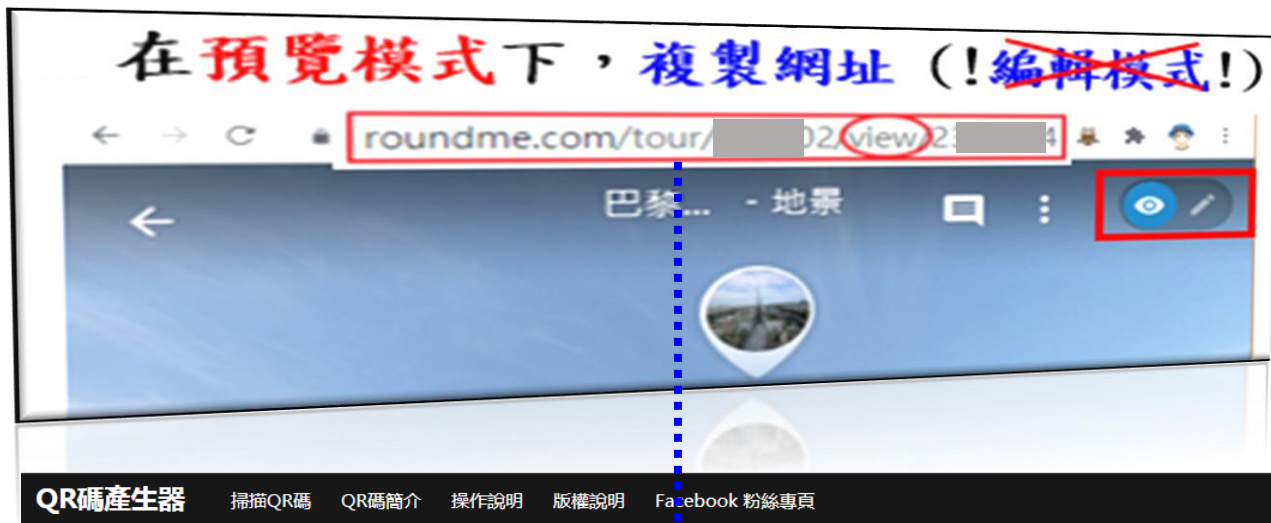 在預覽模式下，複製網址 (!編輯模式!)
roundme.com/tour/ 02/view/2 4
巴黎... - 地景
QR碼產生器 掃描QR碼 QR碼簡介 操作說明 版權說明 Facebook 粉絲專頁